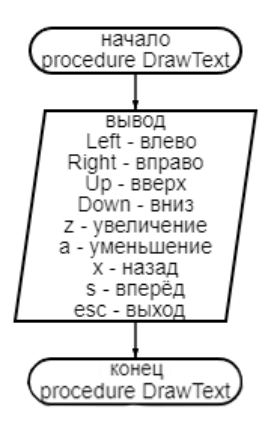 начало
procedure DrawText
вывод
Left - влево
Right - вправо
Up - вверх
Down - вниз
z - увеличение
a - уменьшение
x - назад
s - вперёд
esc - выход
конец
procedure DrawText